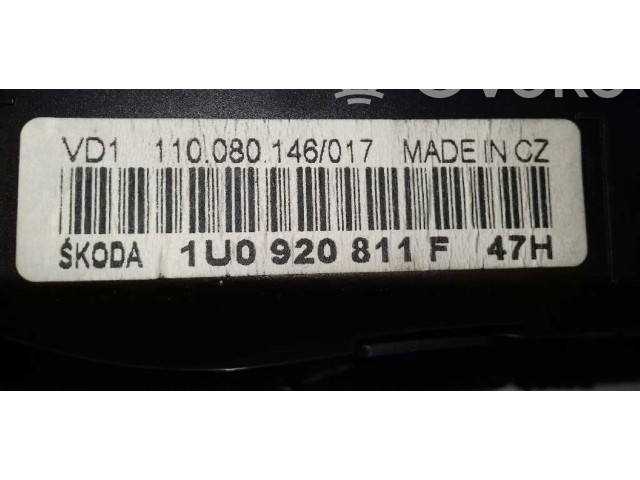 VD1 110.080.146/017 MADE IN CZ
ŠKODA 1U0 920 811 F 47H